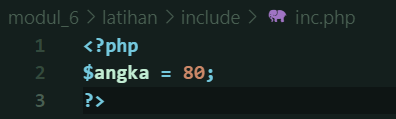 modul_6 > latihan > include > inc.php
1 <?php
2 $angka = 80;
3 ?>